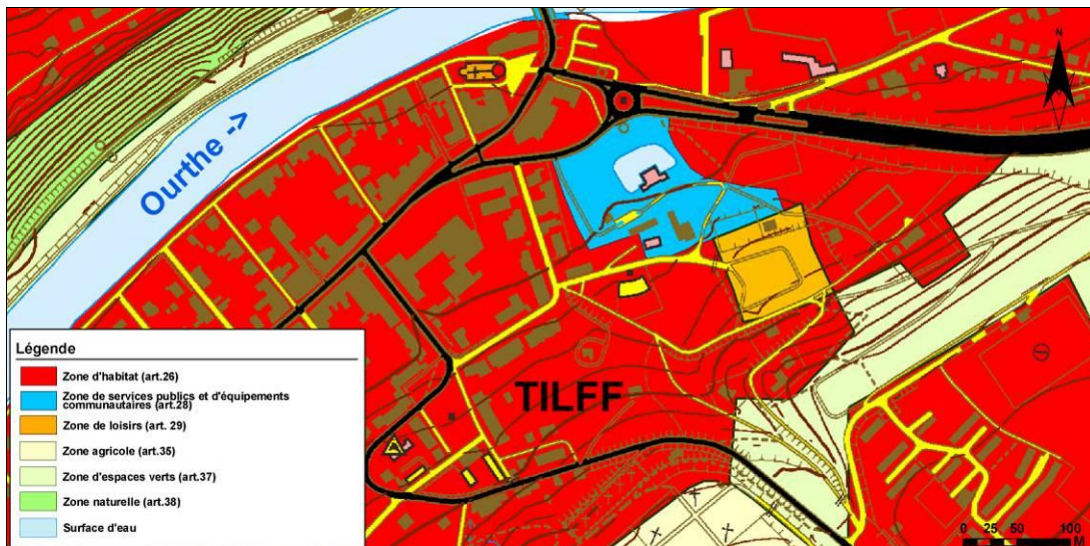 N
Ourthe ->
TILFF
Légende
Zone d'habitat (art.26)
Zone de services publics et d'équipements
communautaires (art.28)
Zone de loisirs (art. 29)
Zone agricole (art.35)
Zone d'espaces verts (art.37)
Zone naturelle (art.38)
Surface d'eau
0 25 50 100
M